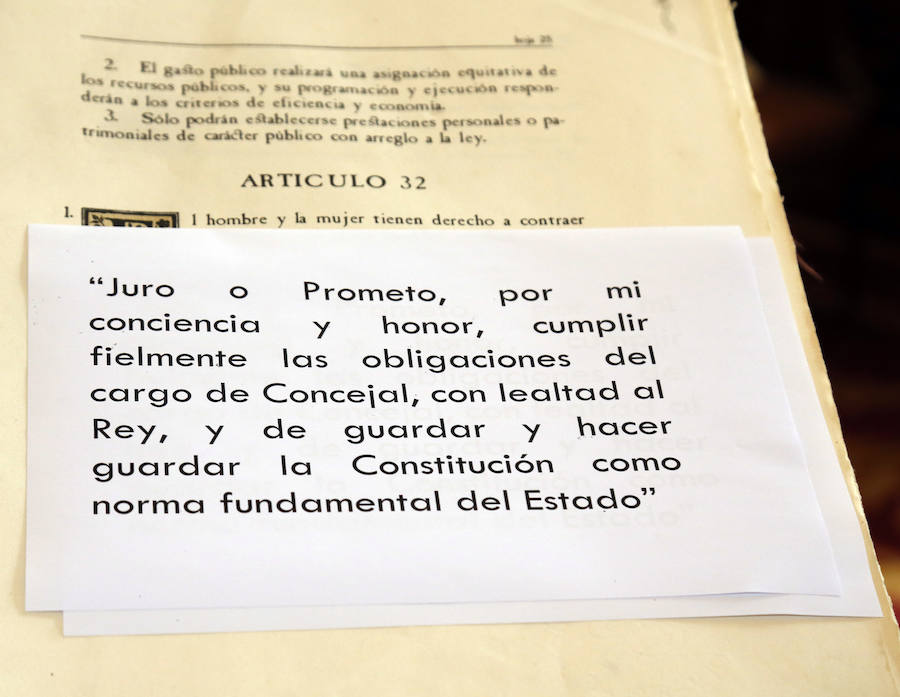 hoja 25
2. El gasto público realizará una asignación equitativa de
los recursos públicos, y su programación y ejecución respon-
derán a los criterios de eficiencia y economía.
3. Sólo podrán establecerse prestaciones personales o pa-
trimoniales de carácter público con arreglo a la ley.
ARTICULO 32
1. l hombre y la mujer tienen derecho a contraer
“Juro o Prometo, por mi
conciencia y honor, cumplir
fielmente las obligaciones del
cargo de Concejal, con lealtad al
Rey, y de guardar y hacer
guardar la Constitución como
norma fundamental del Estado”